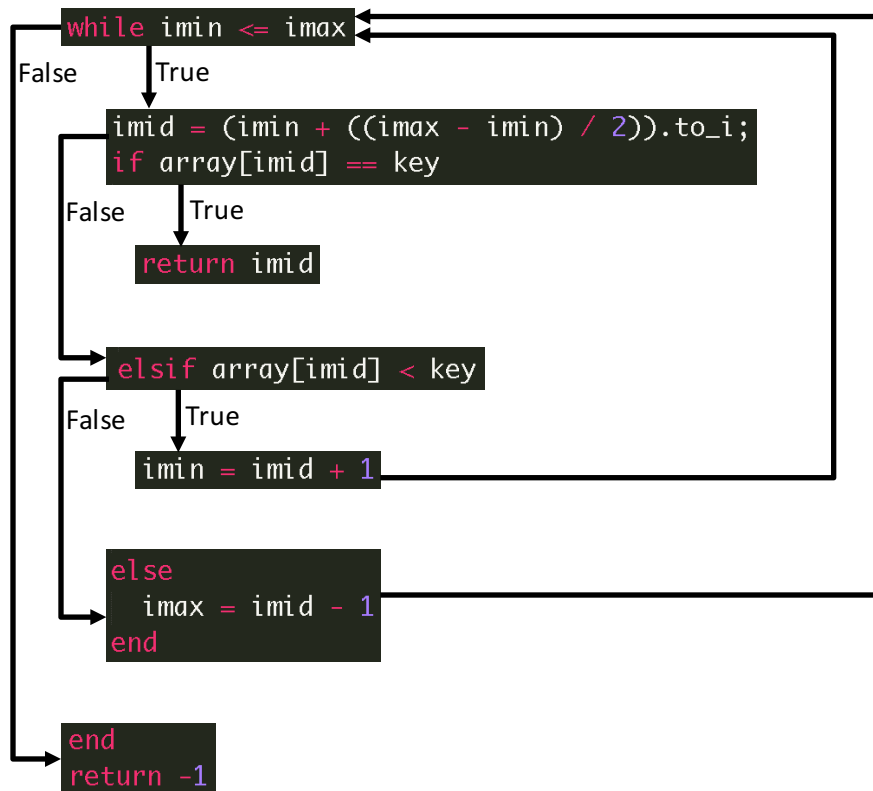 while imin <= imax
False
True
imid = (imin + ((imax - imin) / 2)).to_i;
if array[imid] == key
False
True
return imid
elsif array[imid] < key
False
True
imin = imid + 1
else
imax = imid - 1
end
end
return -1